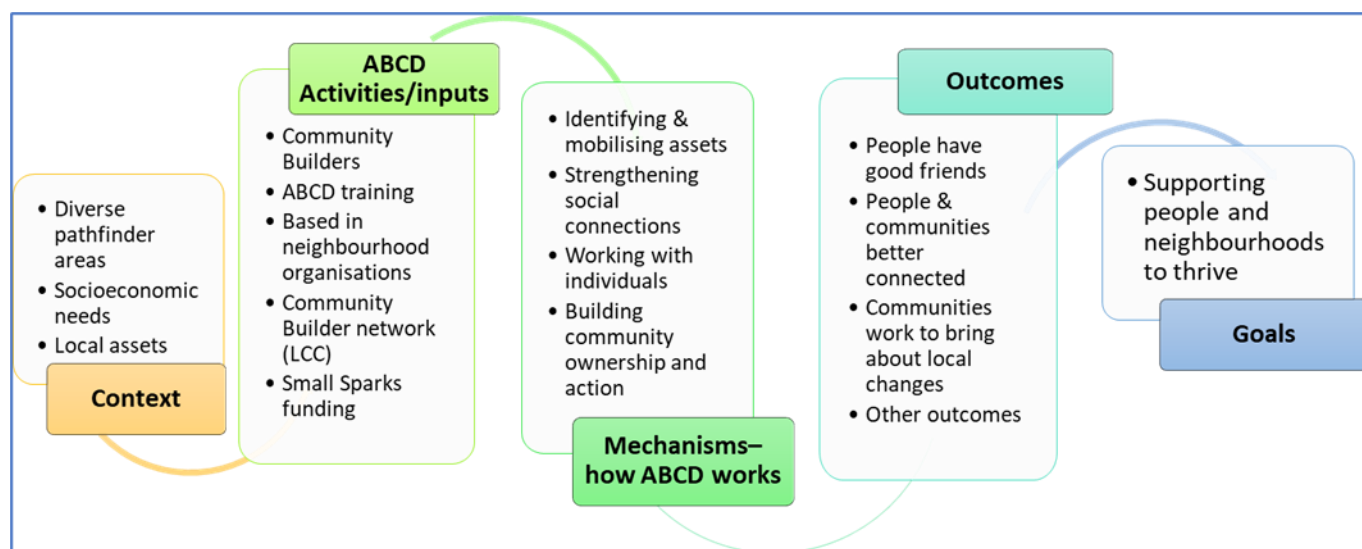 • Diverse
pathfinder
areas
• Socioeconomic
needs
• Local assets
Context
ABCD
Activities/inputs
• Community
Builders
• ABCD training
• Based in
neighbourhood
organisations
• Community
Builder network
(LCC)
• Small Sparks
funding
• Identifying &
mobilising assets
• Strengthening
social
connections
• Working with
individuals
• Building
community
ownership and
action
Mechanisms–
how ABCD works
Outcomes
• People have
good friends
• People &
communities
better
connected
• Communities
work to bring
about local
changes
• Other outcomes
• Supporting
people and
neighbourhoods
to thrive
Goals